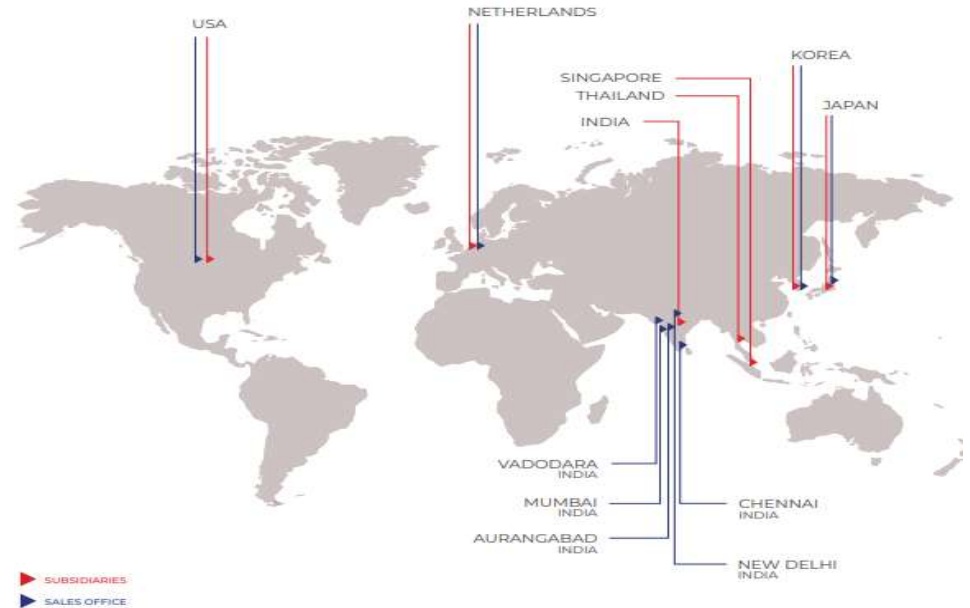 USA
NETHERLANDS
KOREA
SINGAPORE
THAILAND
JAPAN
INDIA
VADODARA
INDIA
MUMBAI
INDIA
CHENNAI
INDIA
AURANGABAD
INDIA
NEW DELHI
INDIA
SUBSIDIARIES
SALES OFFICE